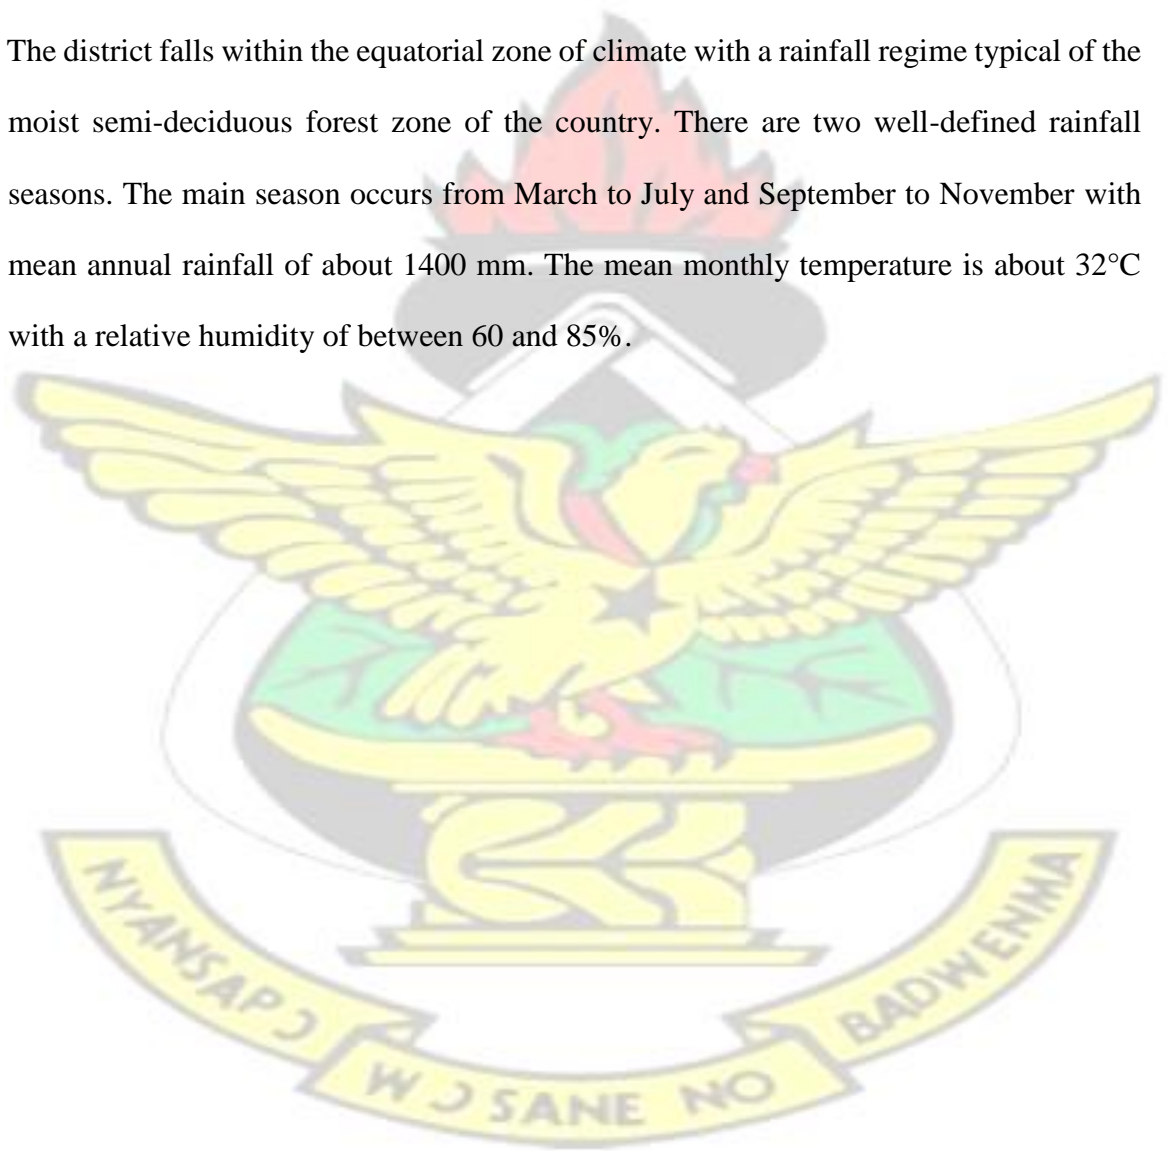 The district falls within the equatorial zone of climate with a rainfall regime typical of the
moist semi-deciduous forest zone of the country. There are two well-defined rainfall
seasons. The main season occurs from March to July and September to November with
mean annual rainfall of about 1400 mm. The mean monthly temperature is about 32°C
with a relative humidity of between 60 and 85%.
NYANSAPƆ
WƆSANE NO
BADWENMA